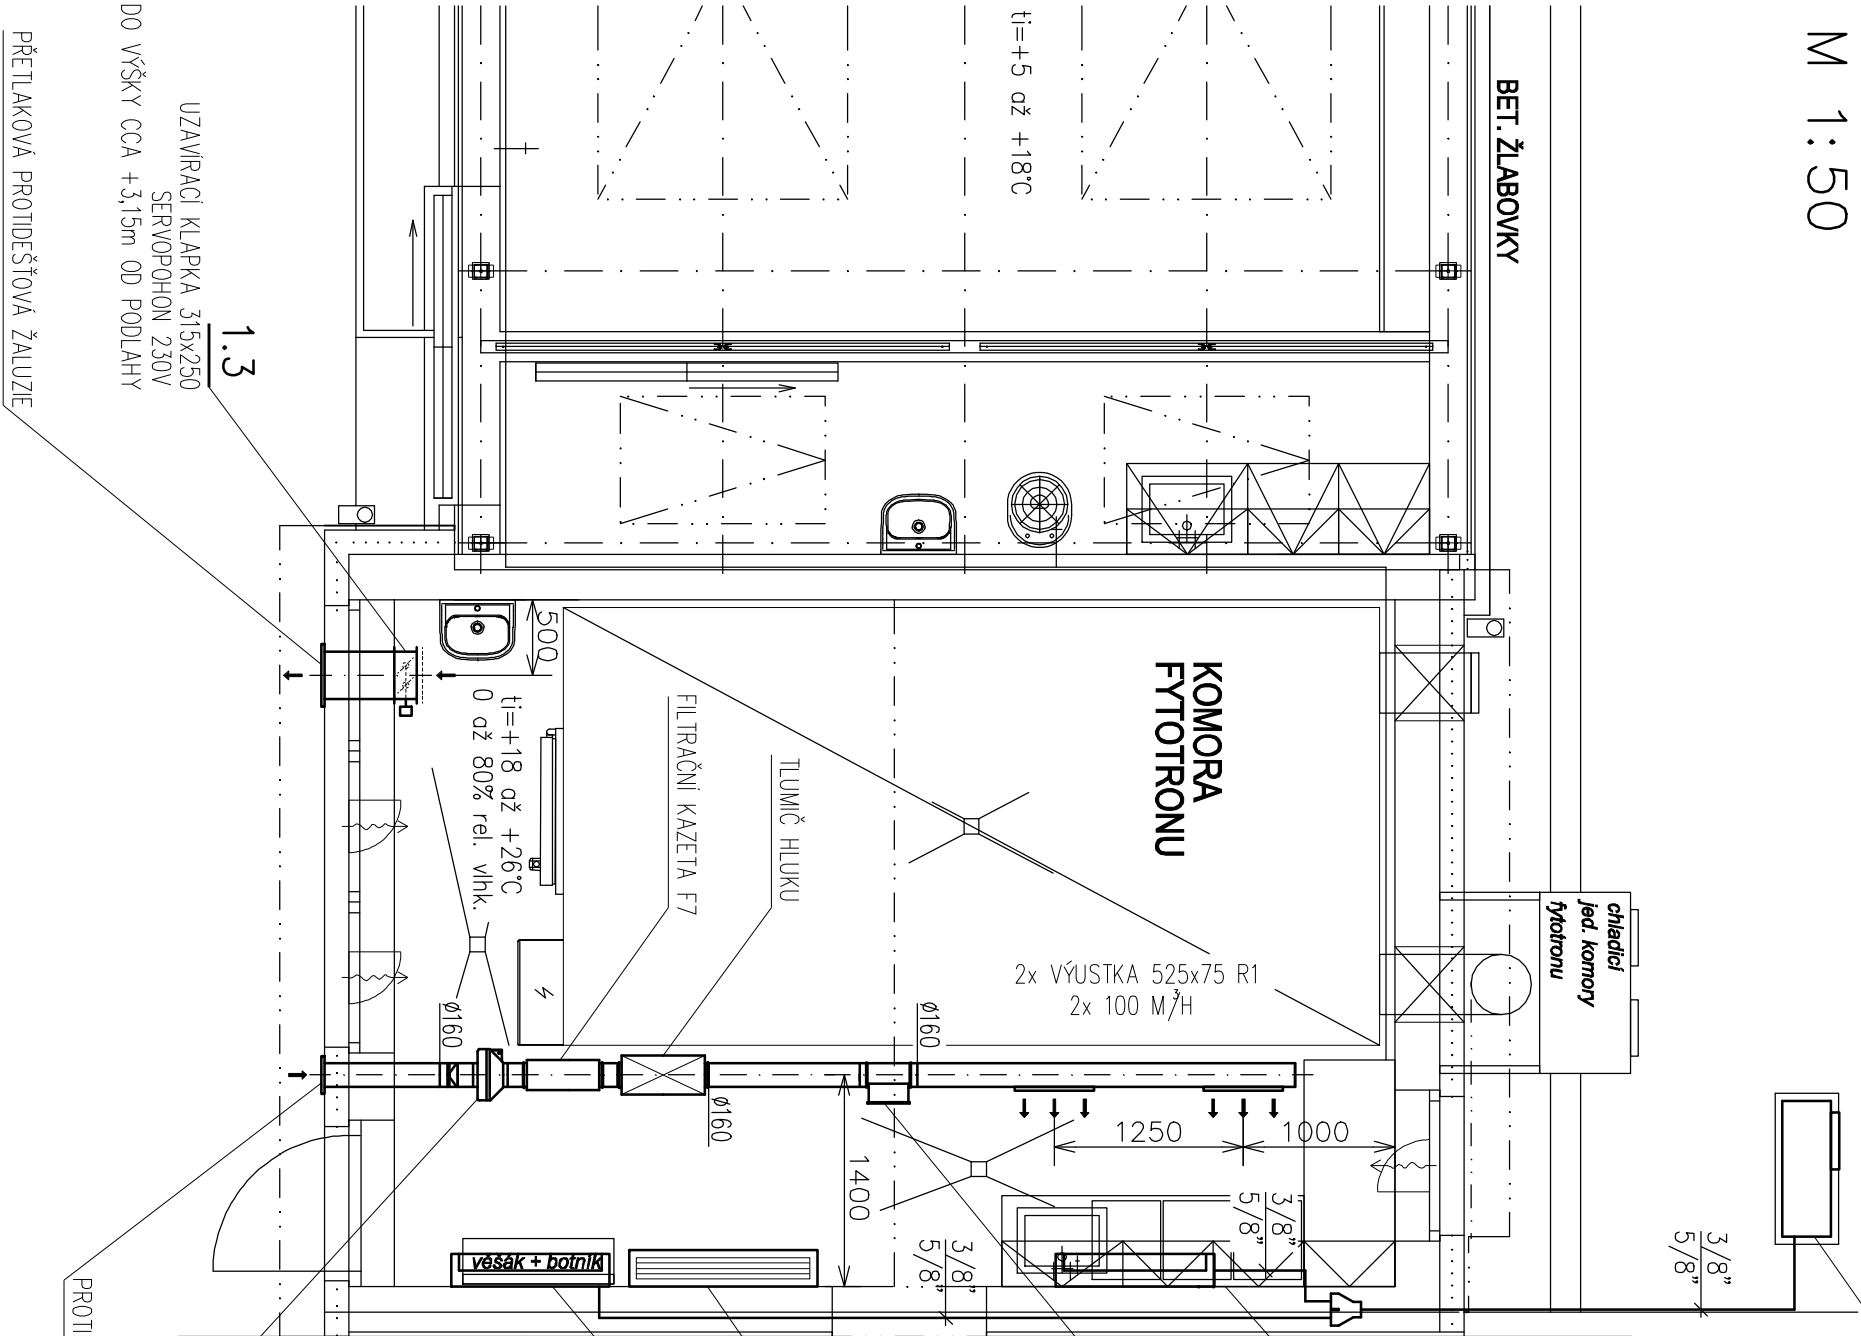 M 1:50
BET. ŽLABOVKY
ti=+5 až +18°C
DO VÝŠKY CCA +3,15m OD PODLAHY
PŘETLAKOVÁ PROTIDEŠŤOVÁ ŽALUZIE
UZAVÍRACÍ KLAPKA 315x250
SERVOPOHON 230V
1.3
500
KOMORA
FYTOTRONU
FILTRAČNÍ KAZETA F7
TLUMIČ HLUKU
ti=+18 až +26°C
0 až 80% rel. vlhk.
chladicí
jed. komory
fytotronu
2x VÝUSTKA 525x75 R1
2x 100 M³/H
Ø160
Ø160
Ø160
1250
1000
1400
3/8"
5/8"
3/8"
5/8"
3/8"
5/8"
věšák + botník
PROTI